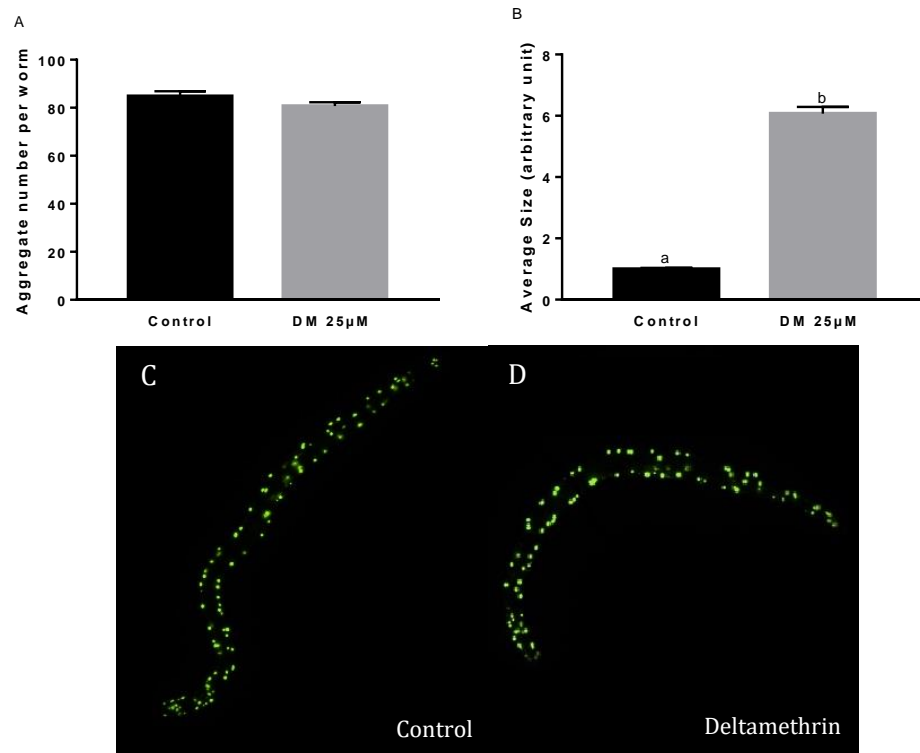 A
Aggregate number per worm
100
80
60
40
20
0
Control
DM 25µM
B
Average Size (arbitrary unit)
8
6
4
2
0
a
b
Control
DM 25µM
C
Control
D
Deltamethrin